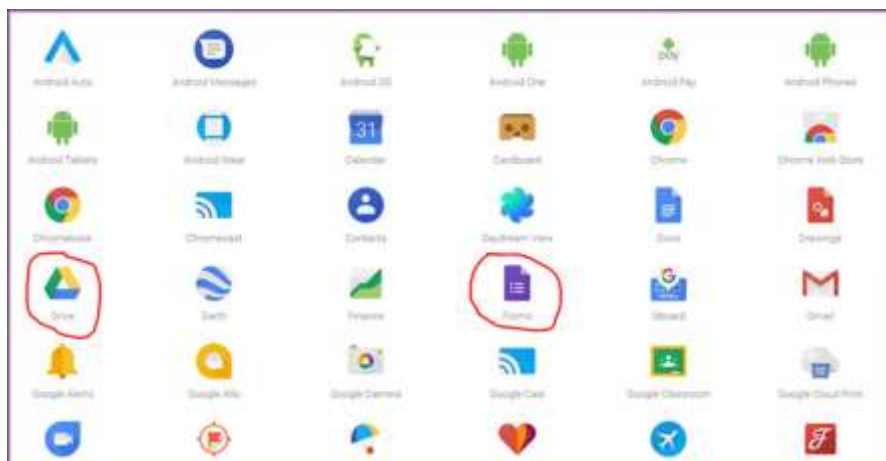 Android Auto Android Messages Android OS Android One Android Pay Android Phones
Android Tablets Android Wear Calendar Cardboard Chrome Chrome Web Store
Chromebook Chromecast Contacts Daydream View Docs Drawings
Drive Earth Finance Forms Gboard Gmail
Google Alerts Google Allo Google Camera Google Cast Google Classroom Google Cloud Print